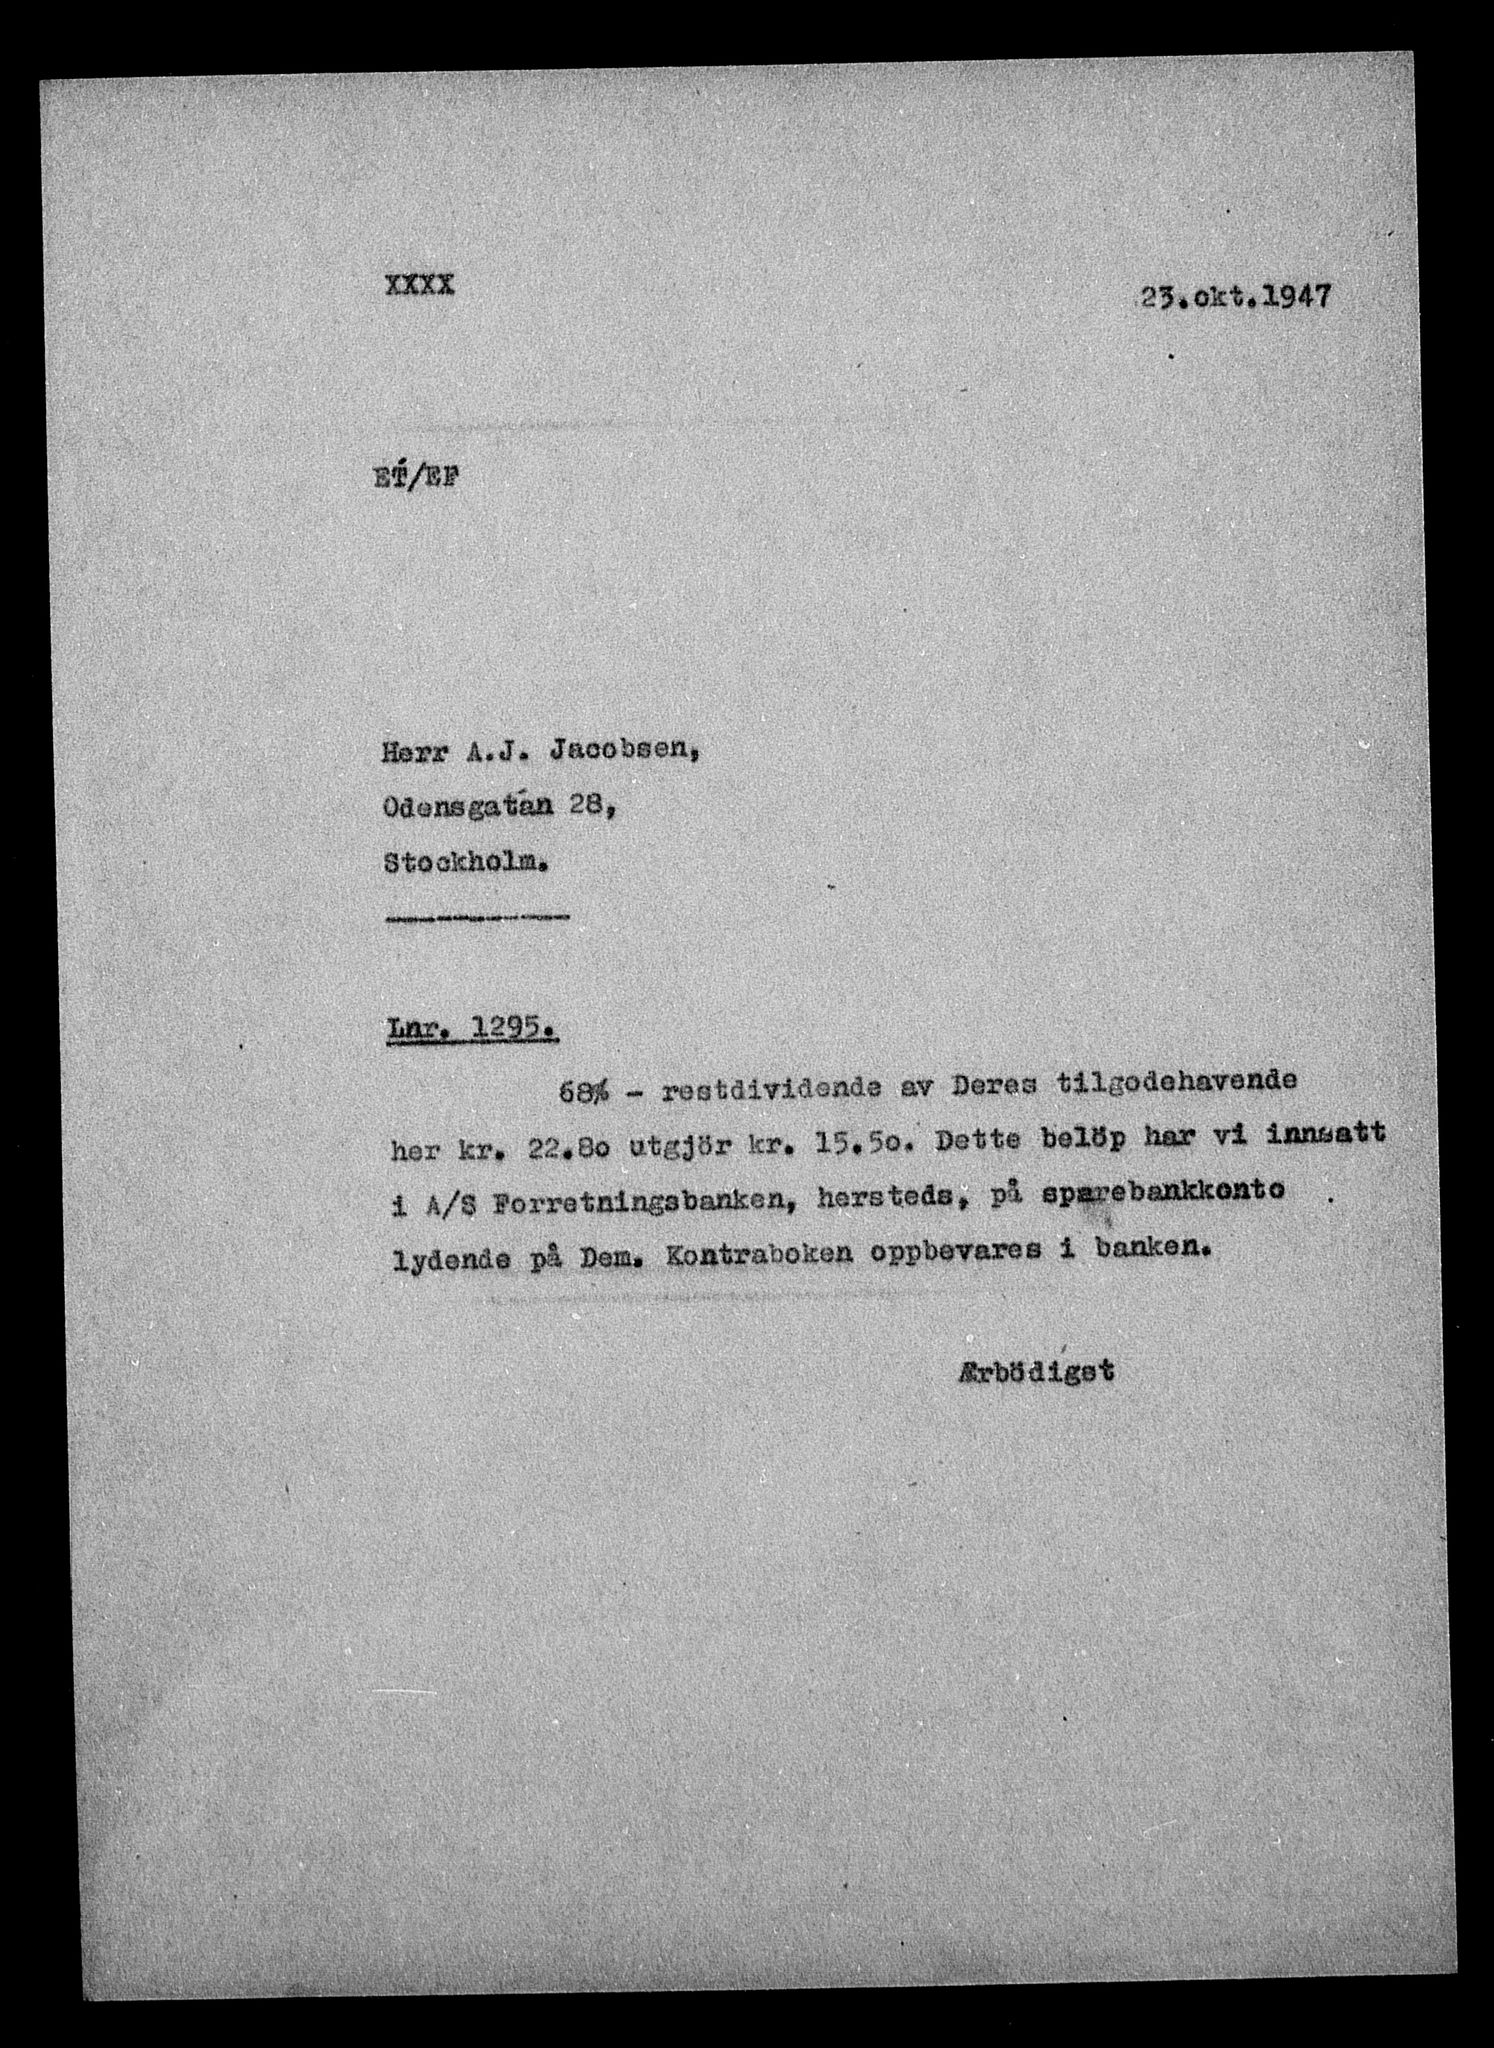 XXXX
23.okt.1947
ET/EF
Herr A.J. Jacobsen,
Odensgatan 28,
Stockholm.
Lnr. 1295.
68% - restdividende av Deres tilgodehavende
her kr. 22.80 utgjör kr. 15.50. Dette belöp har vi innsatt
i A/S Forretningsbanken, hersteds, på sparebankkonto
lydende på Dem. Kontraboken oppbevares i banken.
Ærbödigst